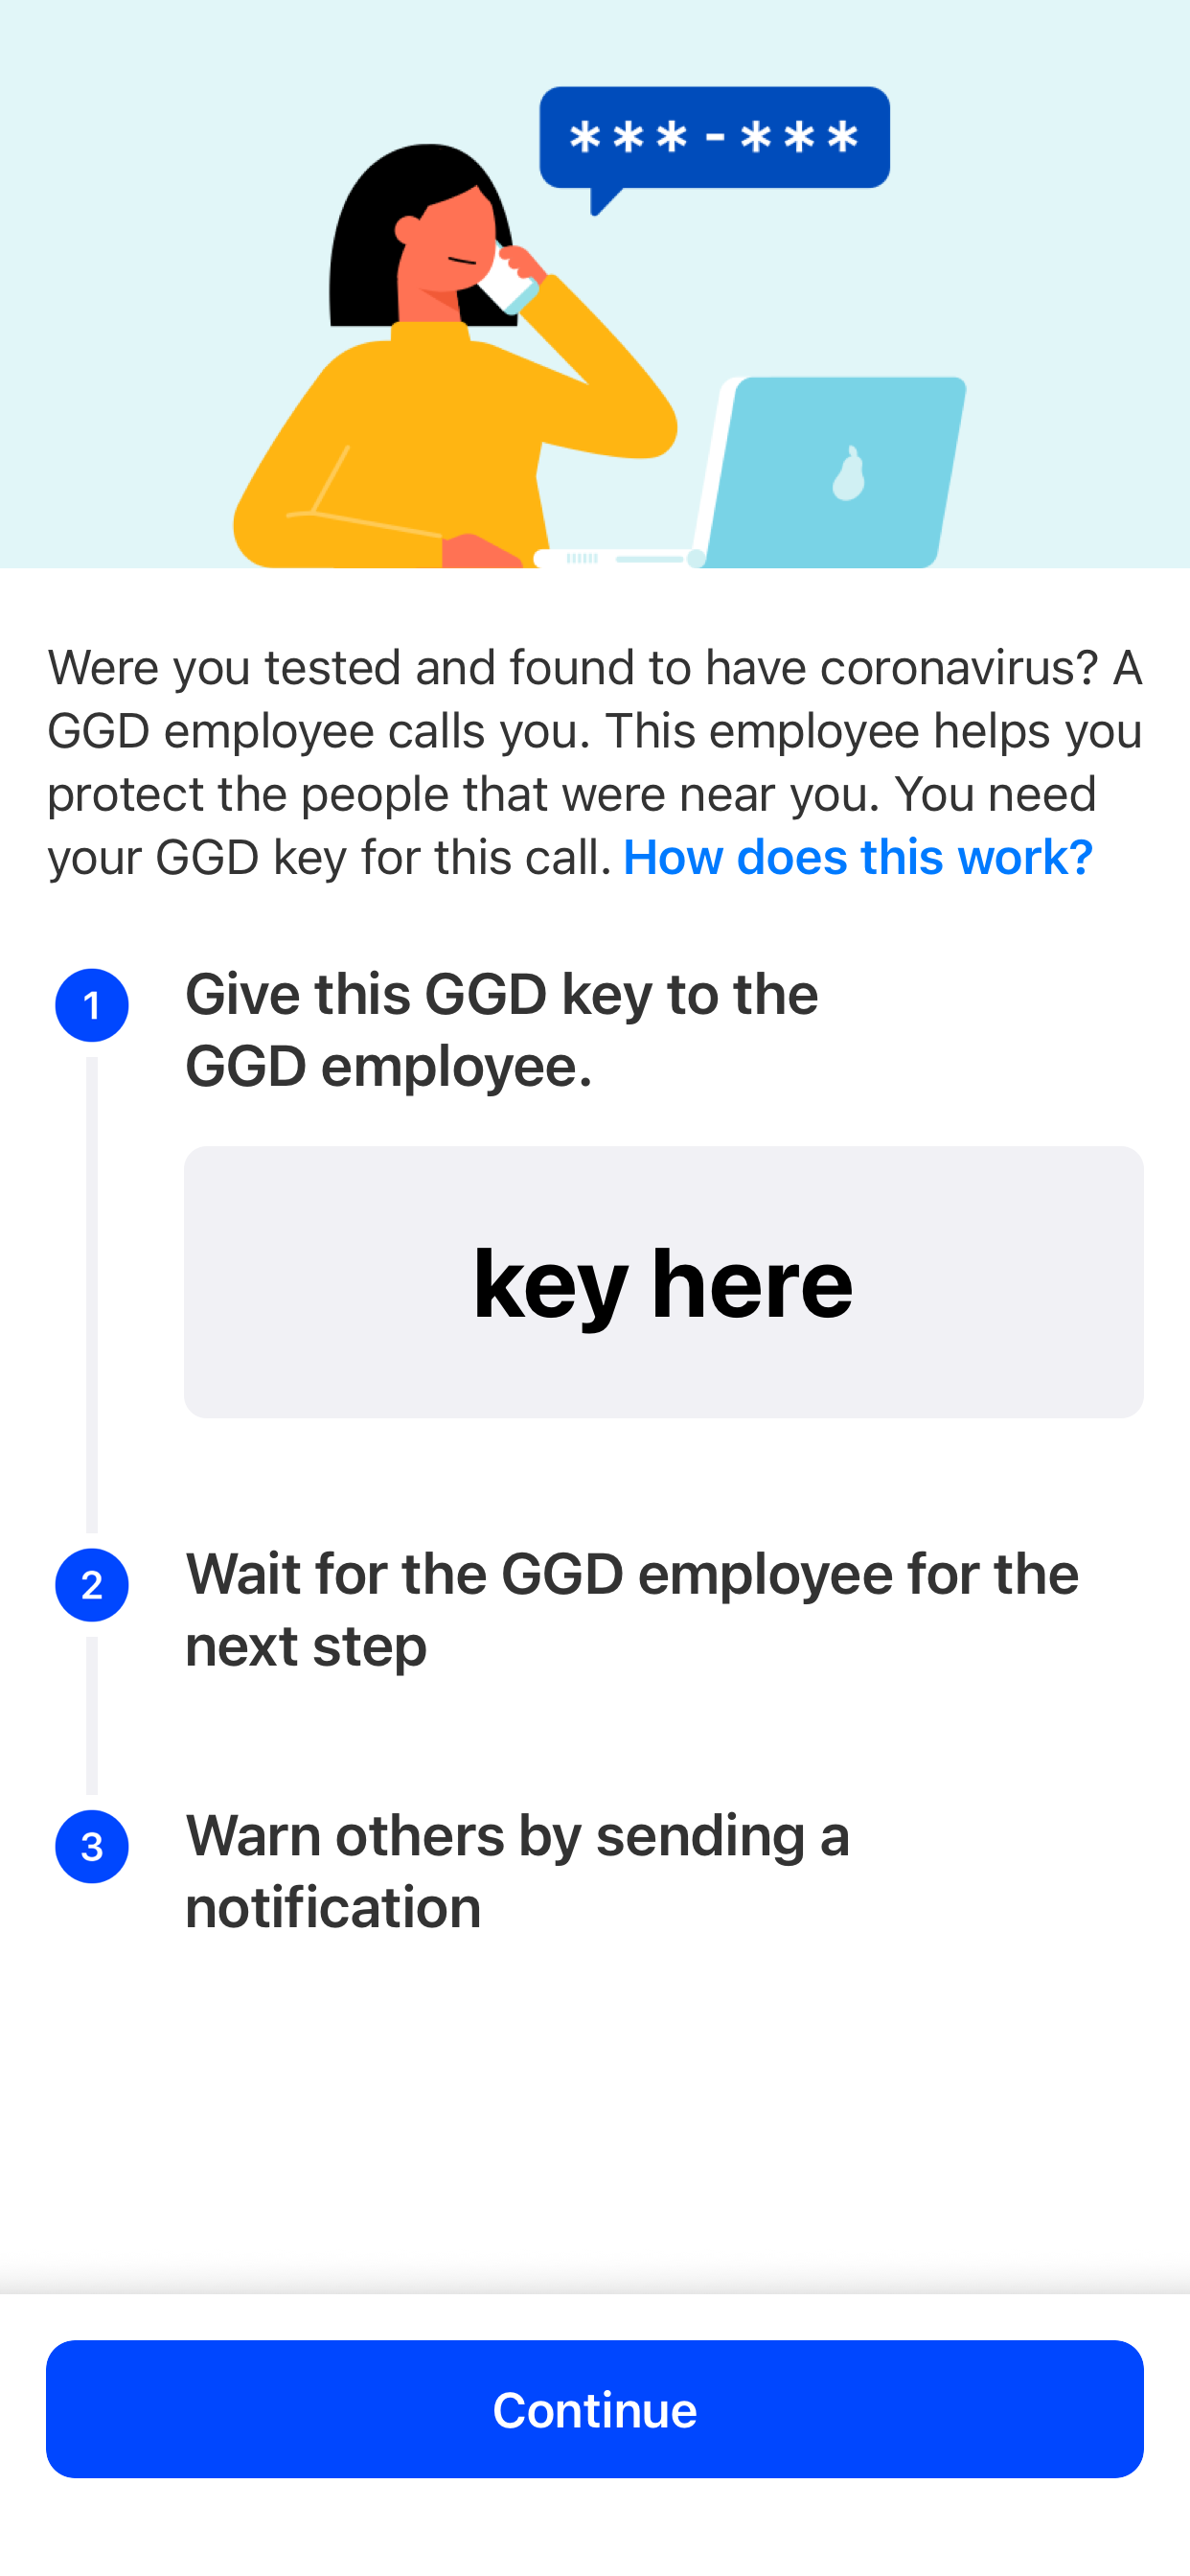 ***-***
Were you tested and found to have coronavirus? A
GGD employee calls you. This employee helps you
protect the people that were near you. You need
your GGD key for this call. How does this work?
1
Give this GGD key to the
GGD employee.
key here
2
Wait for the GGD employee for the
next step
3
Warn others by sending a
notification
Continue